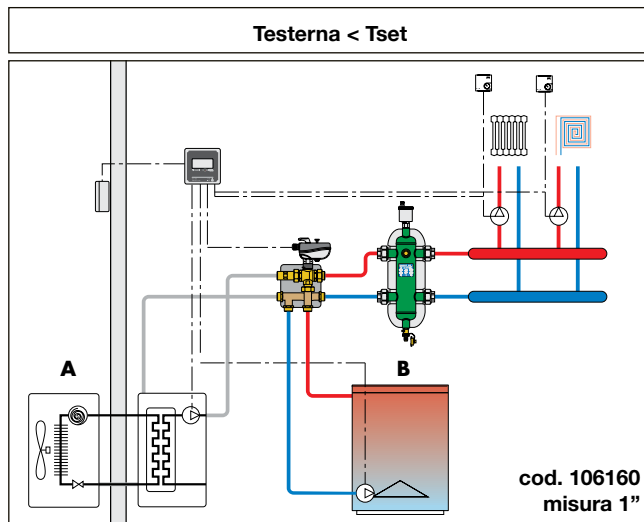 Testerna < Tset
A
B
cod. 106160
misura 1”